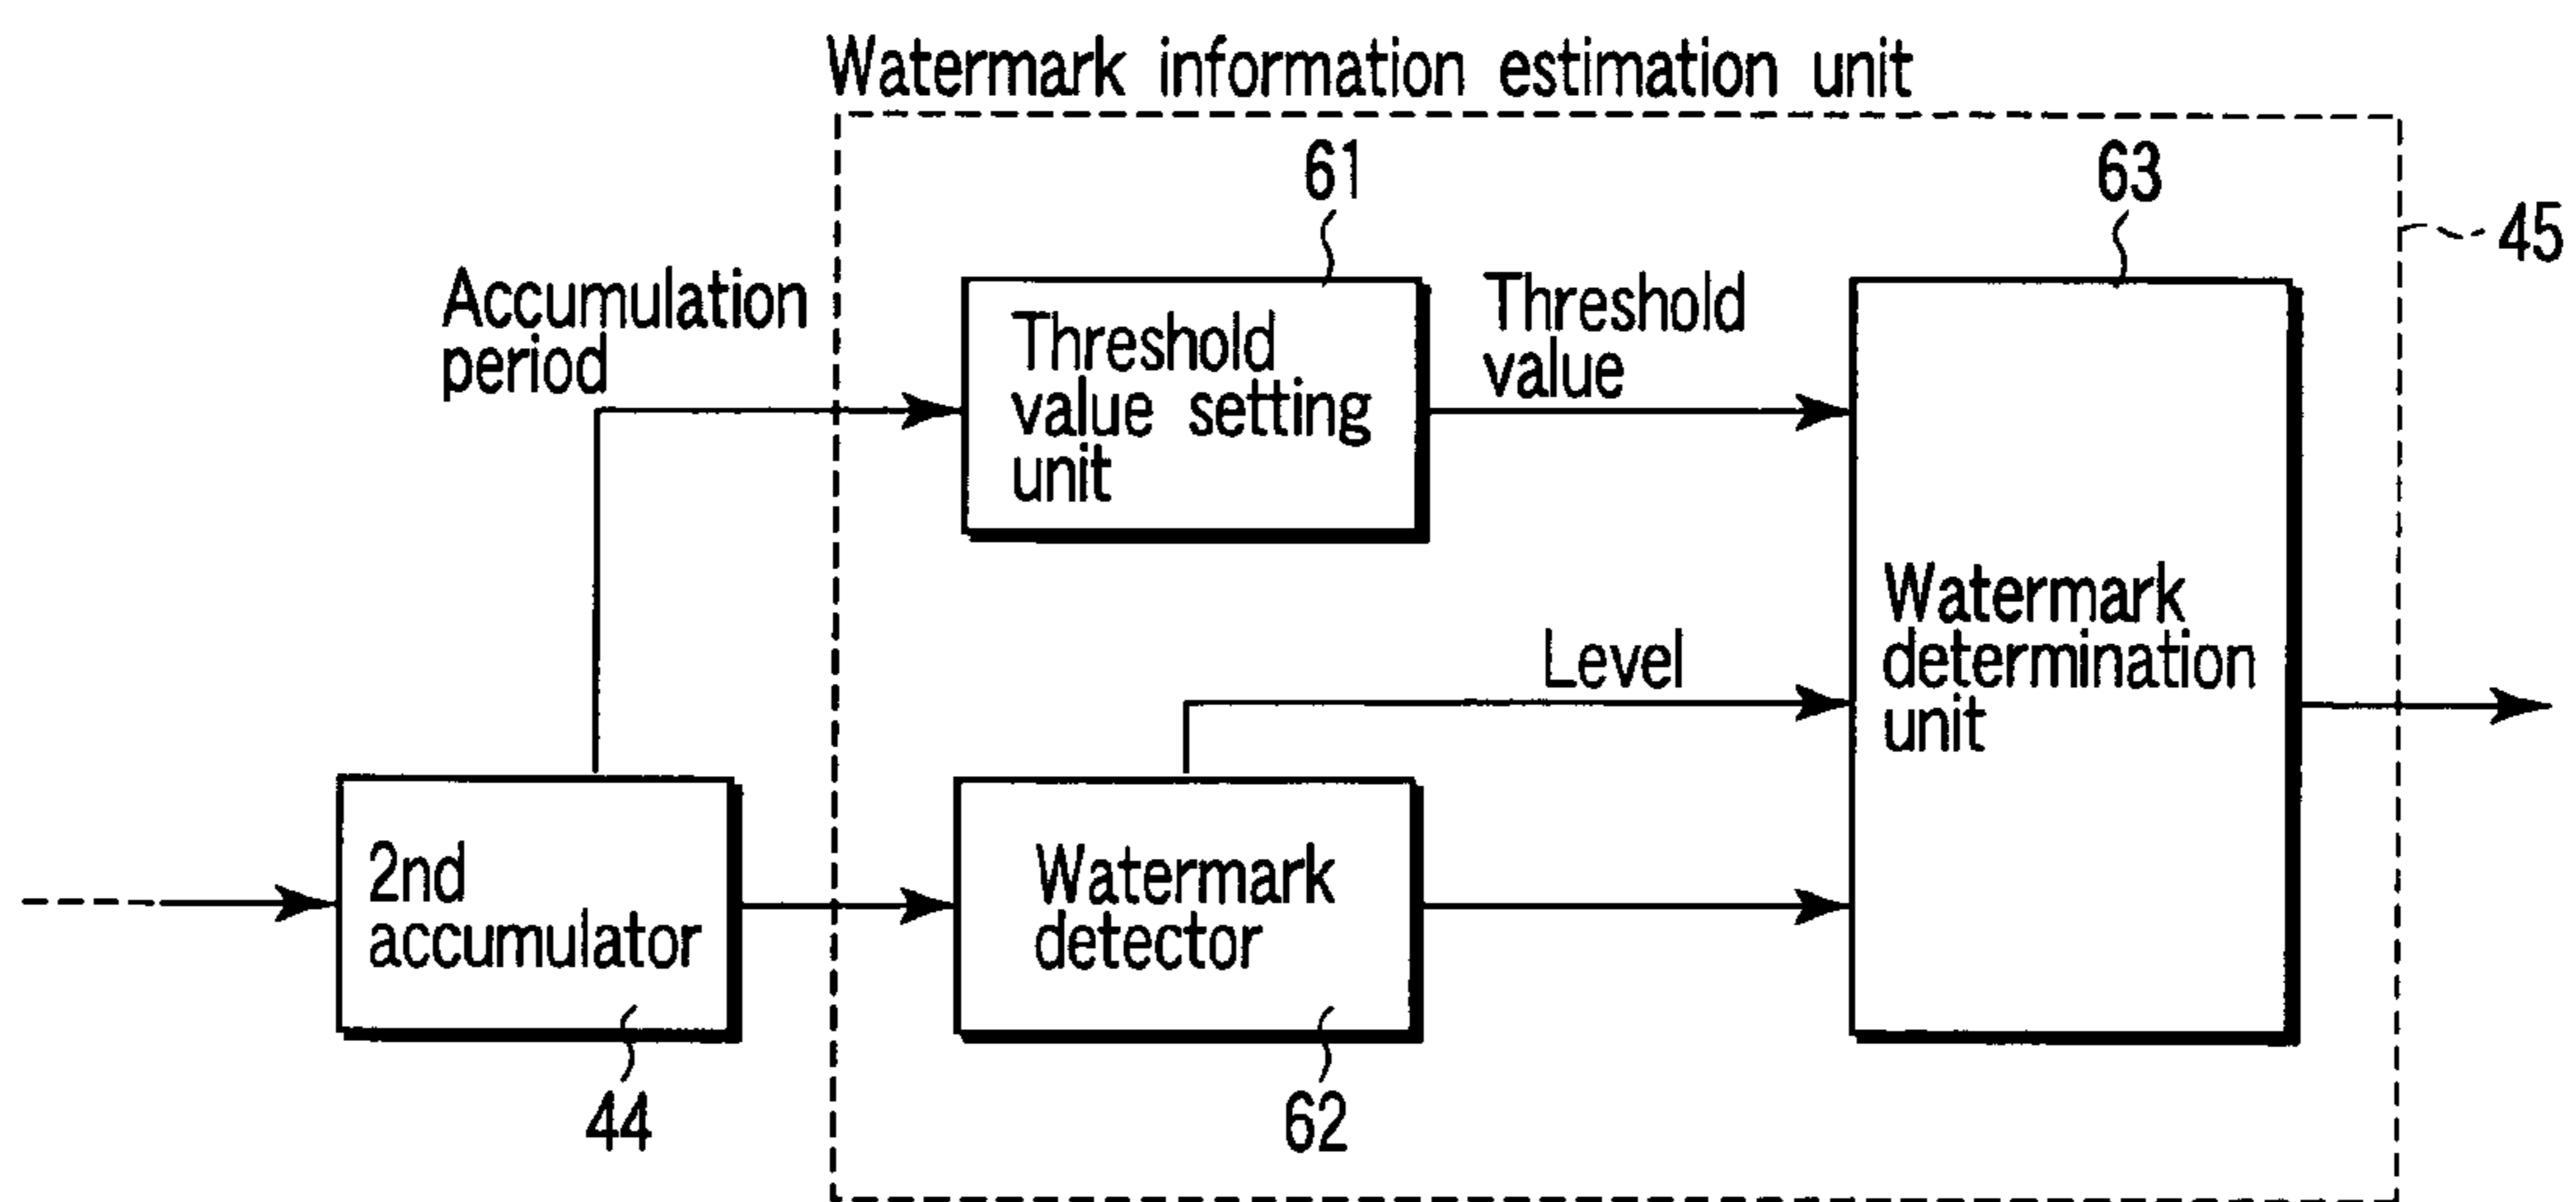 Watermark information estimation unit
61
63
45
Accumulation
period
Threshold
value setting
unit
Threshold
value
Level
Watermark
determination
unit
2nd
accumulator
Watermark
detector
44
62